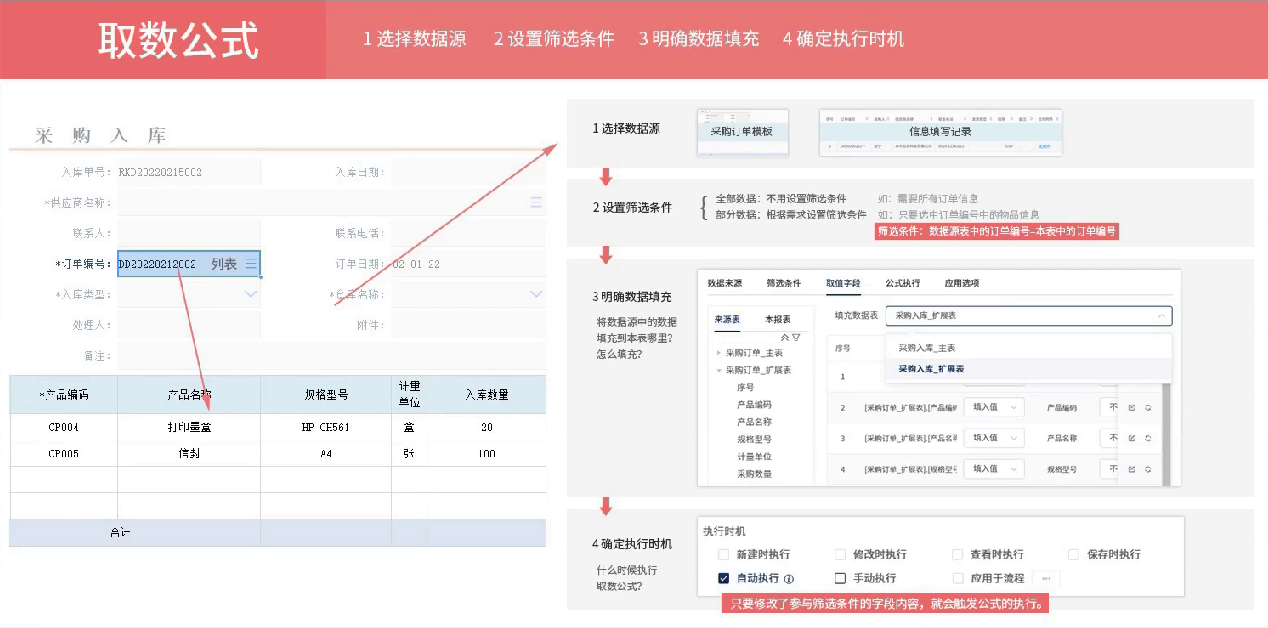 取数公式
1 选择数据源 2 设置筛选条件 3 明确数据填充 4 确定执行时机
采 购 入 库
入库单号: RKD20220215002 入库日期:
*供应商名称:
联系人: 联系电话:
*订单编号: DD20220212002 列表 订单日期: 02-01-22
*入库类型: *仓库名称:
处理人: 附件:
备注:
*产品编码 产品名称 规格型号 计量单位 入库数量
CP004 打印墨盒 HP CE561 盒 20
CP005 信封 A4 张 100
合计
1 选择数据源
采购订单模板
信息填写记录
2 设置筛选条件
全部数据：不用设置筛选条件 如：需要所有订单信息
部分数据：根据需求设置筛选条件 如：只要选中订单编号中的物品信息
筛选条件：数据源表中的订单编号=本表中的订单编号
3 明确数据填充
将数据源中的数据
填充到本表哪里?
怎么填充?
数据来源 筛选条件 取值字段 公式执行 应用选项
来源表 本报表
填充数据表 采购入库_扩展表
采购入库_主表
采购入库_扩展表
采购订单_主表
采购订单_扩展表
序号
产品编码
产品名称
规格型号
计量单位
采购数量
序号
1
2 [采购订单_扩展表].[产品编码 填入值 产品编码 不
3 [采购订单_扩展表].[产品名称 填入值 产品名称 不
4 [采购订单_扩展表].[规格型号 填入值 规格型号 不
4 确定执行时机
什么时候执行
取数公式?
执行时机
新建时执行 修改时执行 查看时执行 保存时执行
自动执行 手动执行 应用于流程
只要修改了参与筛选条件的字段内容，就会触发公式的执行。